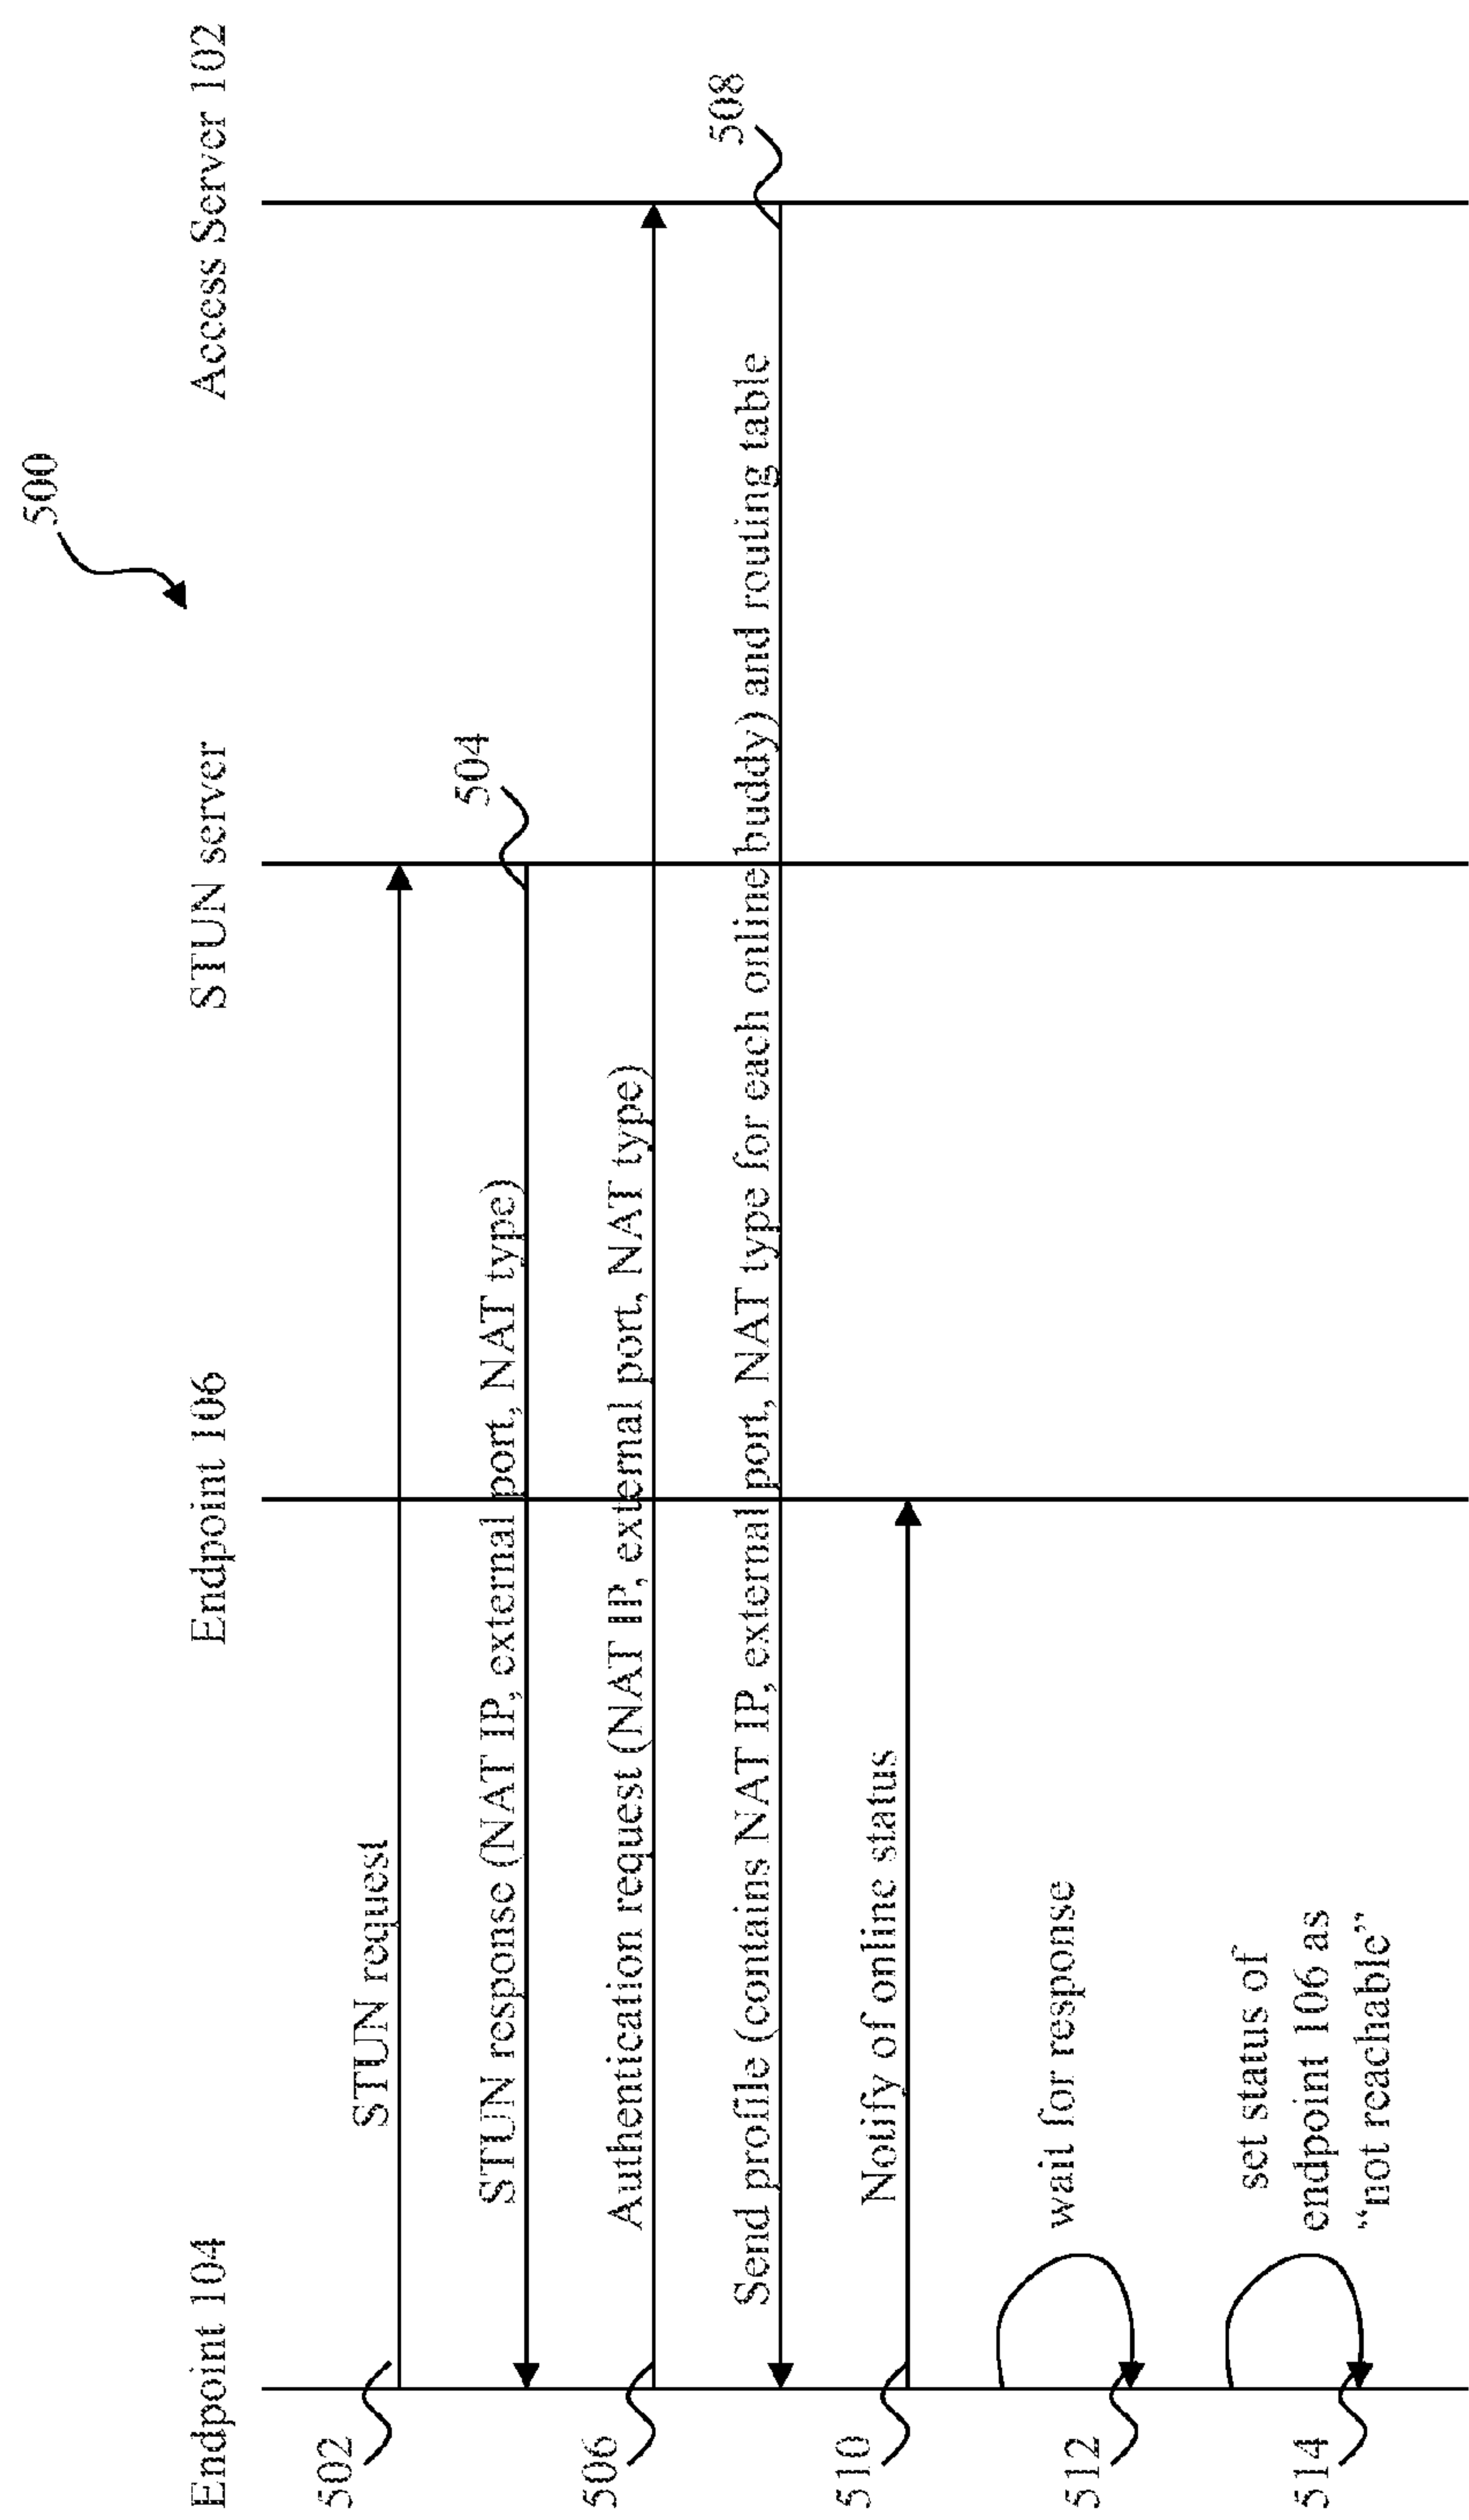 500
Endpoint 104
Endpoint 106
STUN server
Access Server 102
502
STUN request
504
STUN response (NAT IP, external port, NAT type)
506
Authentication request (NAT IP, external port, NAT type)
508
Send profile (contains NAT IP, external port, NAT type for each online buddy) and routing table
510
Notify of online status
512
wait for response
514
set status of
endpoint 106 as
“not reachable”